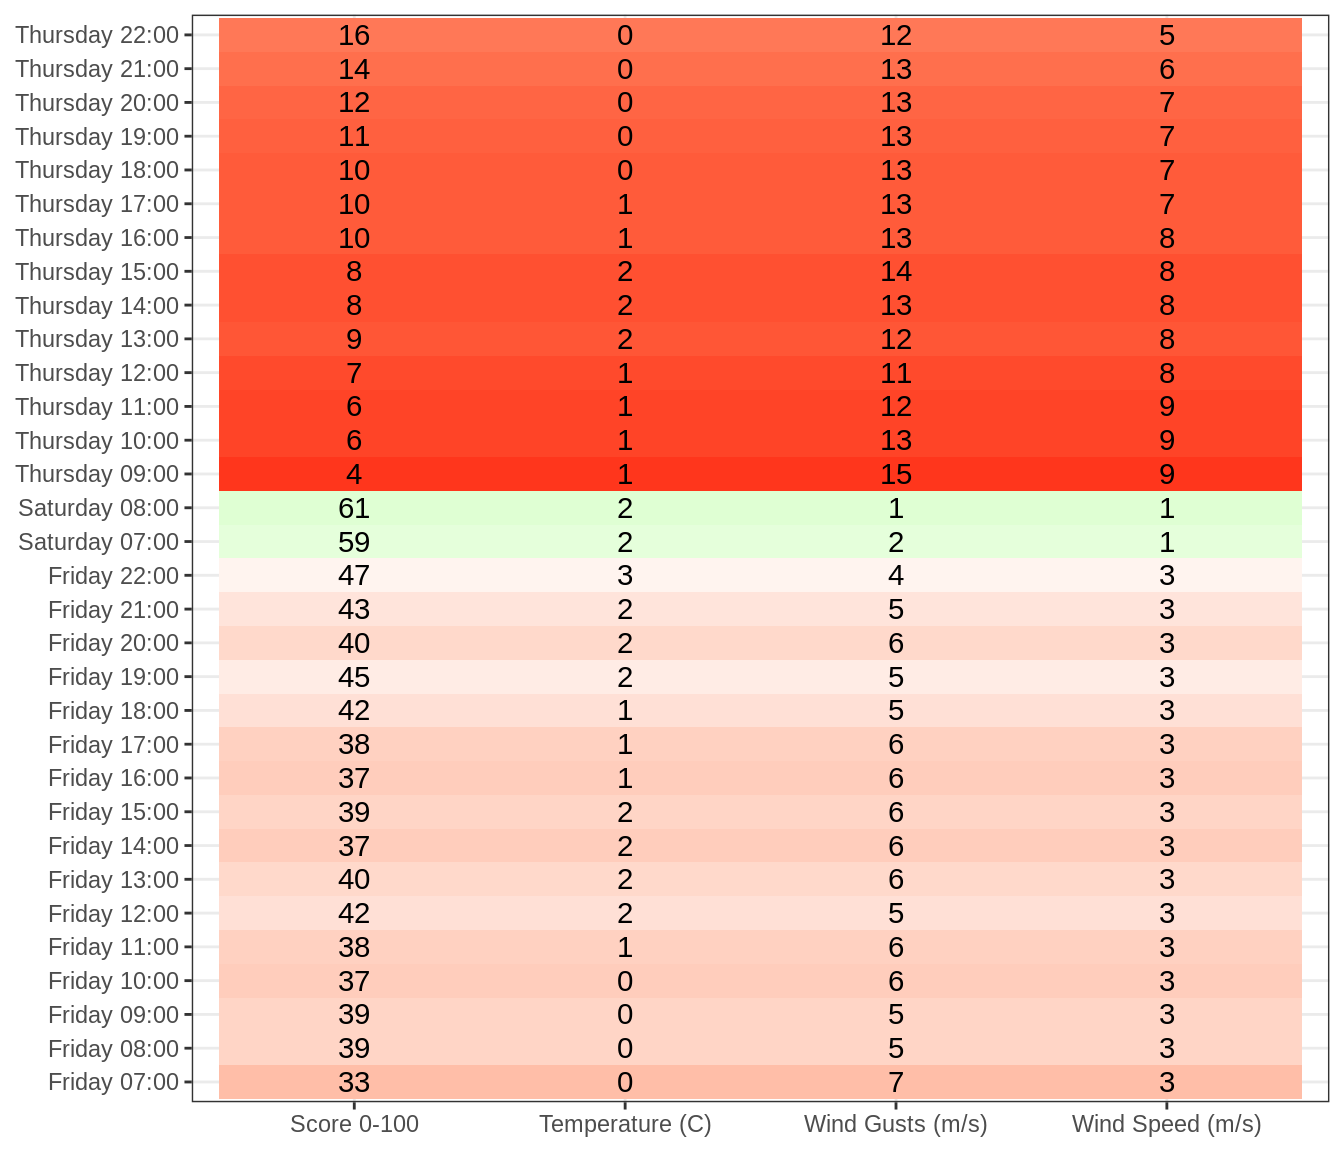 Thursday 22:00 16 0 12 5
Thursday 21:00 14 0 13 6
Thursday 20:00 12 0 13 7
Thursday 19:00 11 0 13 7
Thursday 18:00 10 0 13 7
Thursday 17:00 10 1 13 7
Thursday 16:00 10 1 13 8
Thursday 15:00 8 2 14 8
Thursday 14:00 8 2 13 8
Thursday 13:00 9 2 12 8
Thursday 12:00 7 1 11 8
Thursday 11:00 6 1 12 9
Thursday 10:00 6 1 13 9
Thursday 09:00 4 1 15 9
Saturday 08:00 61 2 1 1
Saturday 07:00 59 2 2 1
Friday 22:00 47 3 4 3
Friday 21:00 43 2 5 3
Friday 20:00 40 2 6 3
Friday 19:00 45 2 5 3
Friday 18:00 42 1 5 3
Friday 17:00 38 1 6 3
Friday 16:00 37 1 6 3
Friday 15:00 39 2 6 3
Friday 14:00 37 2 6 3
Friday 13:00 40 2 6 3
Friday 12:00 42 2 5 3
Friday 11:00 38 1 6 3
Friday 10:00 37 0 6 3
Friday 09:00 39 0 5 3
Friday 08:00 39 0 5 3
Friday 07:00 33 0 7 3
Score 0-100 Temperature (C) Wind Gusts (m/s) Wind Speed (m/s)